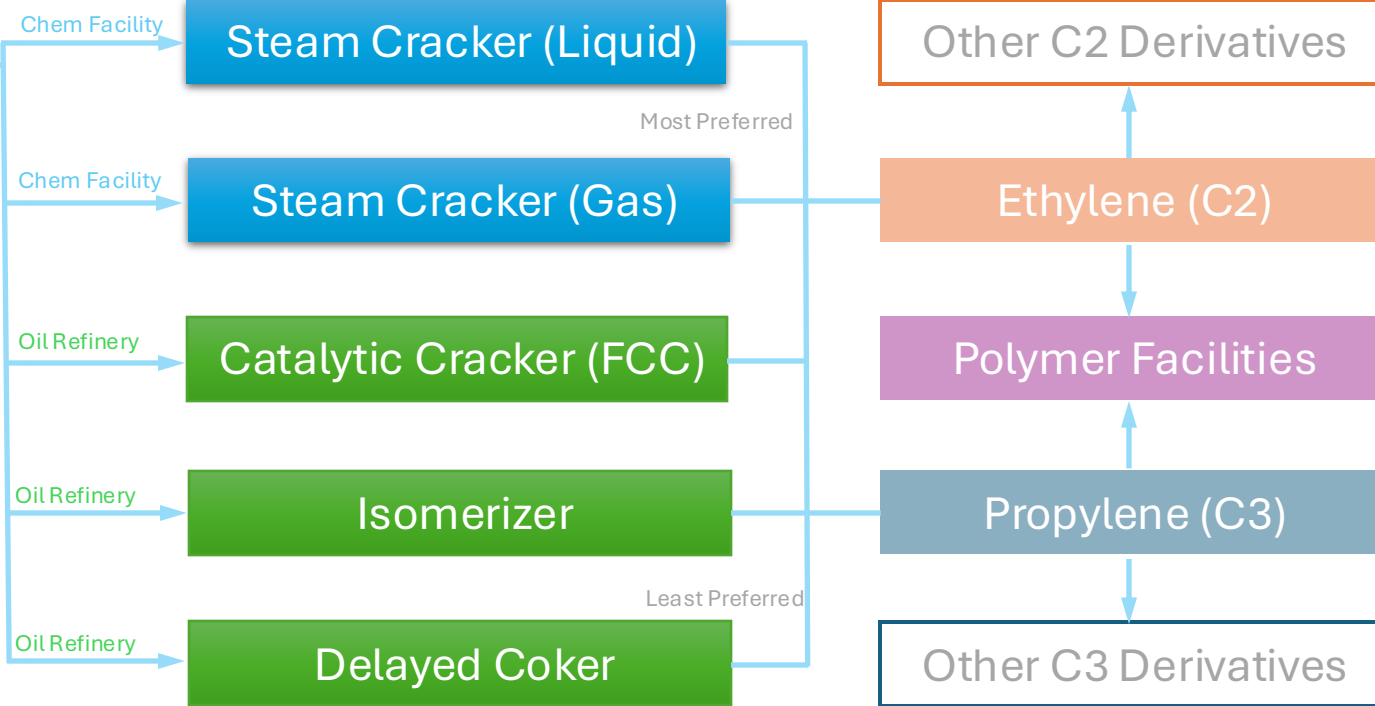 Chem Facility
Steam Cracker (Liquid)
Other C2 Derivatives
Most Preferred
Chem Facility
Steam Cracker (Gas)
Ethylene (C2)
Oil Refinery
Catalytic Cracker (FCC)
Polymer Facilities
Oil Refinery
Isomerizer
Propylene (C3)
Least Preferred
Oil Refinery
Delayed Coker
Other C3 Derivatives